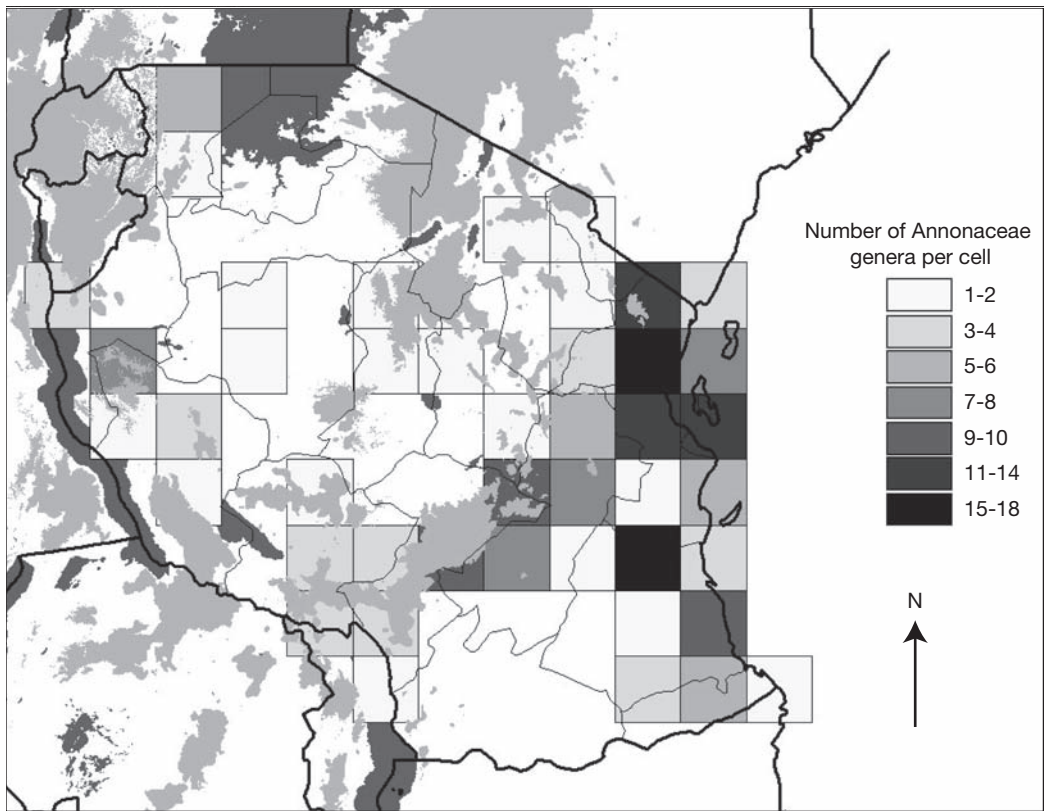 Number of Annonaceae
genera per cell
1-2
3-4
5-6
7-8
9-10
11-14
15-18
N